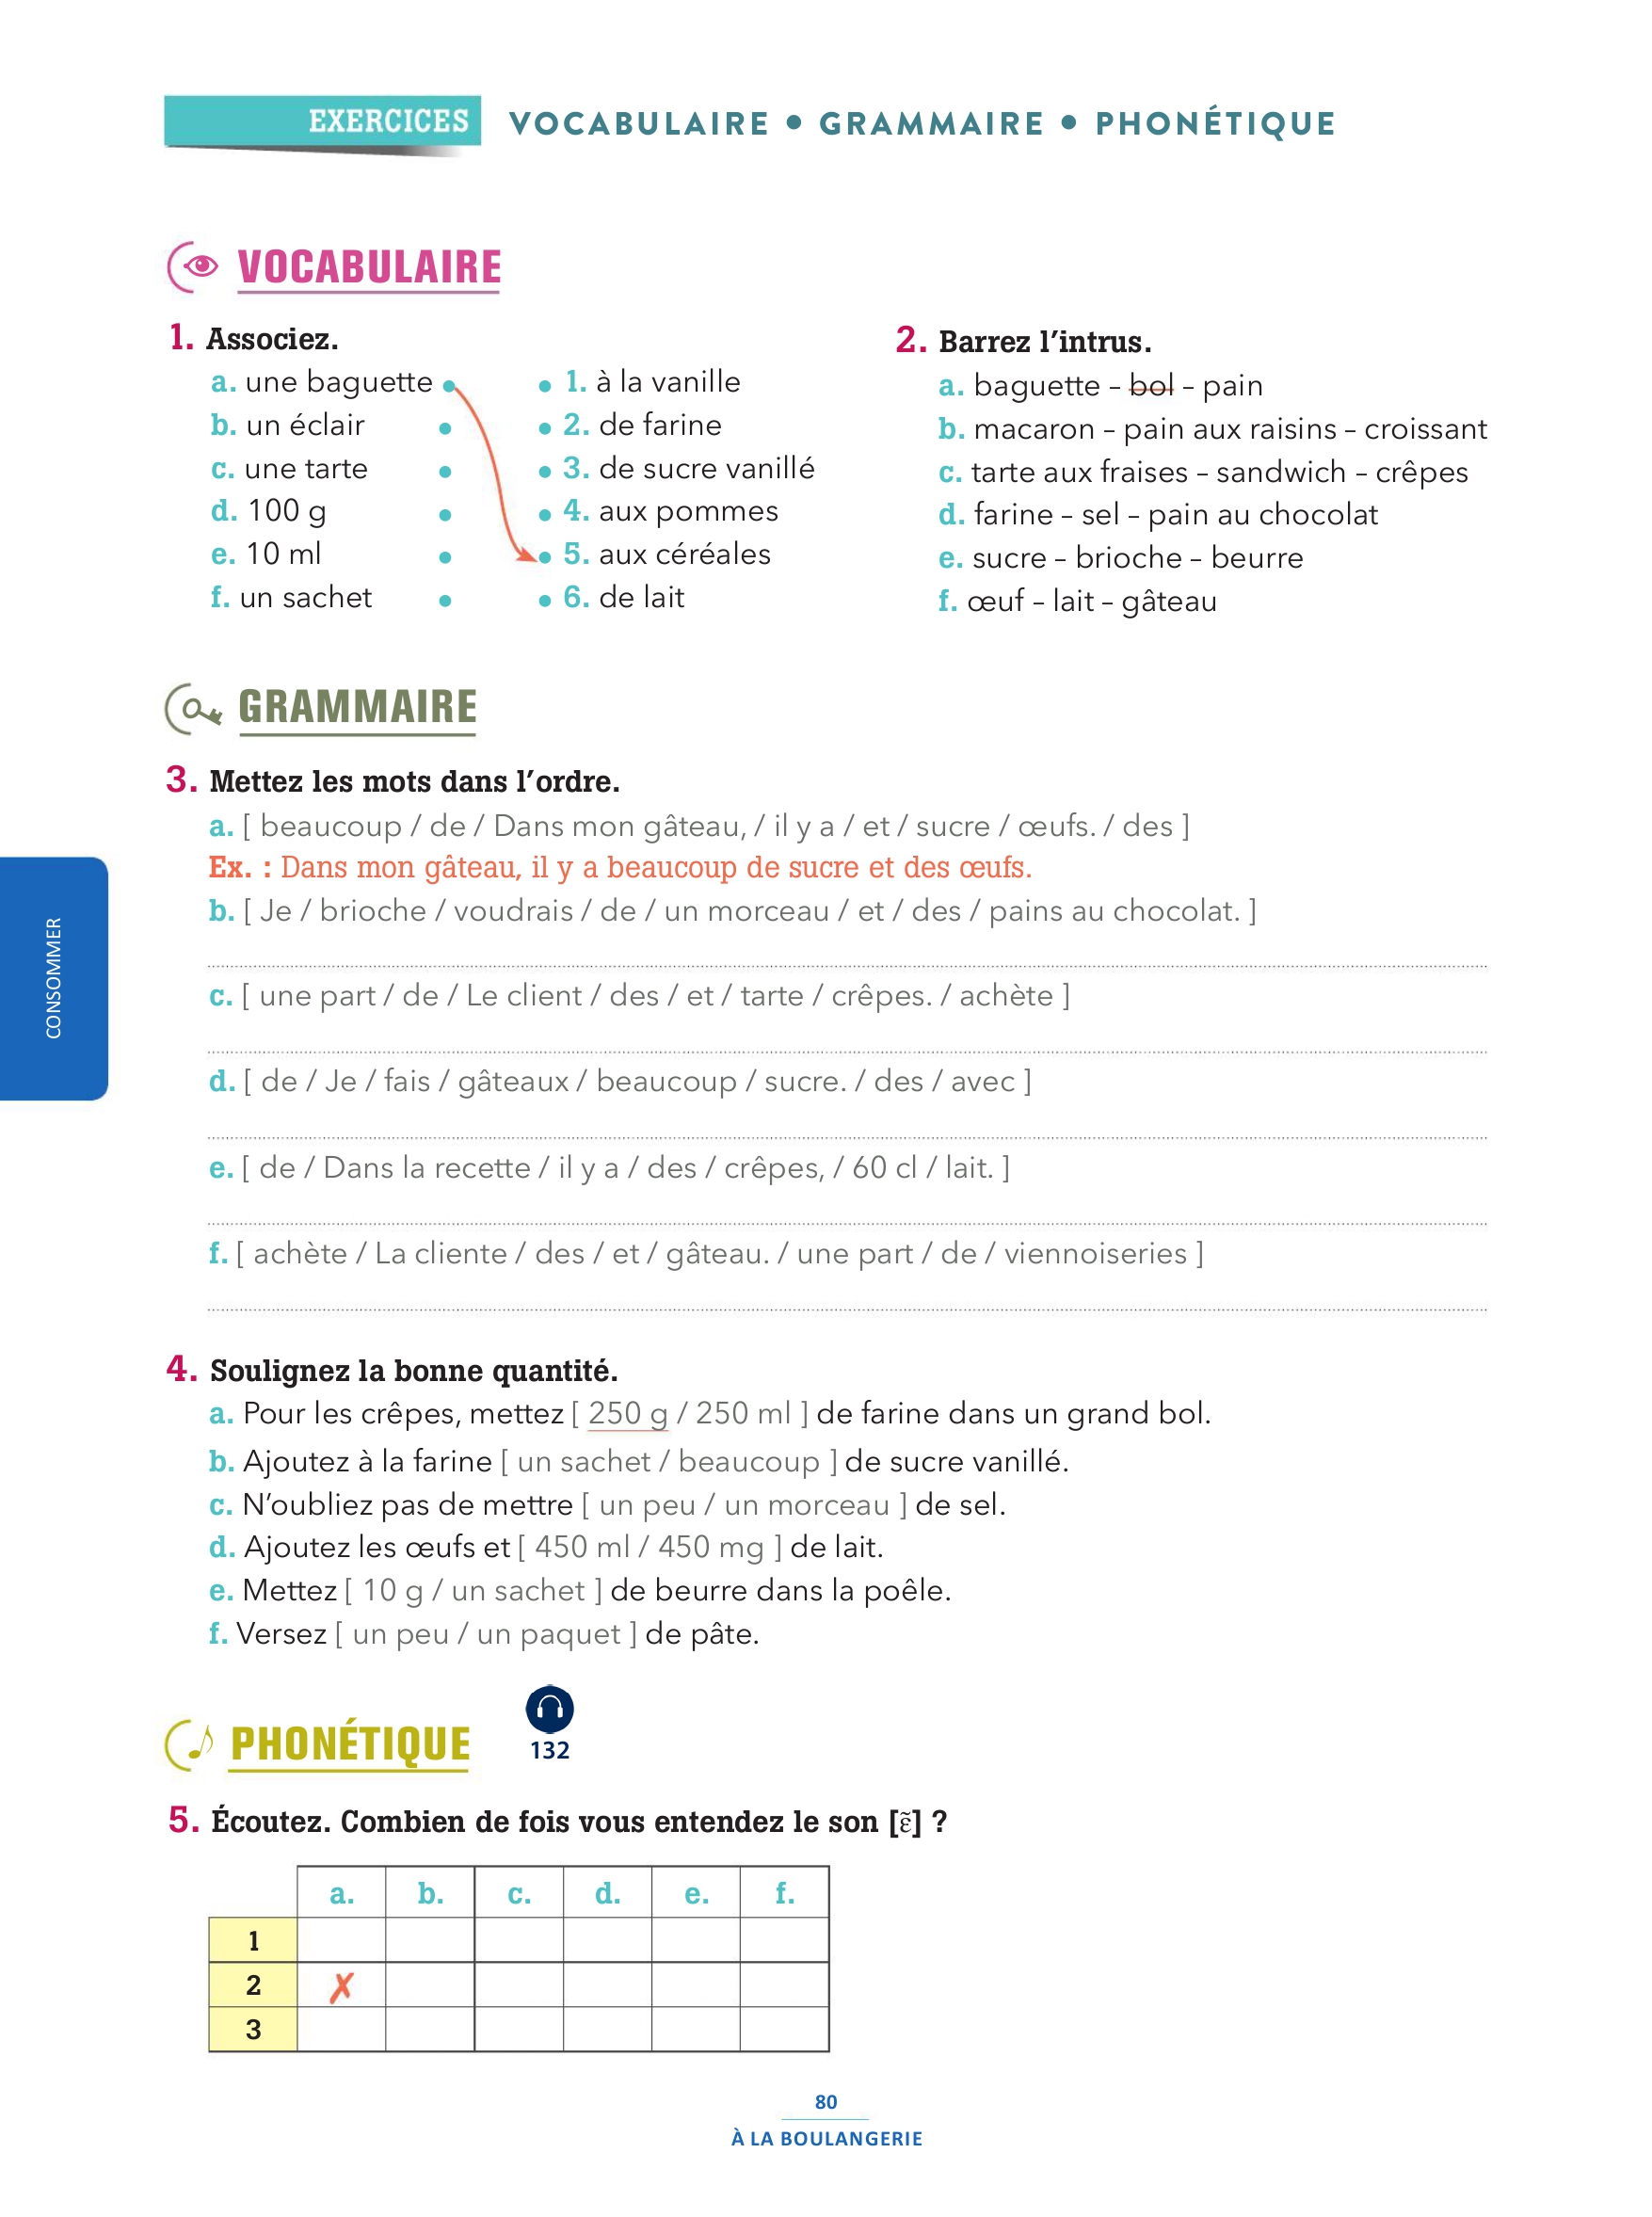 EXERCICES VOCABULAIRE • GRAMMAIRE • PHONÉTIQUE
VOCABULAIRE
1. Associez.
a. une baguette • • 1. à la vanille
b. un éclair • • 2. de farine
c. une tarte • • 3. de sucre vanillé
d. 100 g • • 4. aux pommes
e. 10 ml • • 5. aux céréales
f. un sachet • • 6. de lait
2. Barrez l’intrus.
a. baguette – bol – pain
b. macaron – pain aux raisins – croissant
c. tarte aux fraises – sandwich – crêpes
d. farine – sel – pain au chocolat
e. sucre – brioche – beurre
f. œuf – lait – gâteau
GRAMMAIRE
3. Mettez les mots dans l’ordre.
a. [ beaucoup / de / Dans mon gâteau, / il y a / et / sucre / œufs. / des ]
Ex. : Dans mon gâteau, il y a beaucoup de sucre et des œufs.
b. [ Je / brioche / voudrais / de / un morceau / et / des / pains au chocolat. ]
c. [ une part / de / Le client / des / et / tarte / crêpes. / achète ]
d. [ de / Je / fais / gâteaux / beaucoup / sucre. / des / avec ]
e. [ de / Dans la recette / il y a / des / crêpes, / 60 cl / lait. ]
f. [ achète / La cliente / des / et / gâteau. / une part / de / viennoiseries ]
CONSOMMER
4. Soulignez la bonne quantité.
a. Pour les crêpes, mettez [ 250 g / 250 ml ] de farine dans un grand bol.
b. Ajoutez à la farine [ un sachet / beaucoup ] de sucre vanillé.
c. N’oubliez pas de mettre [ un peu / un morceau ] de sel.
d. Ajoutez les œufs et [ 450 ml / 450 mg ] de lait.
e. Mettez [ 10 g / un sachet ] de beurre dans la poêle.
f. Versez [ un peu / un paquet ] de pâte.
PHONÉTIQUE
132
5. Écoutez. Combien de fois vous entendez le son [ɛ̃] ?
a. b. c. d. e. f.
1
2 ✗
3
80
À LA BOULANGERIE